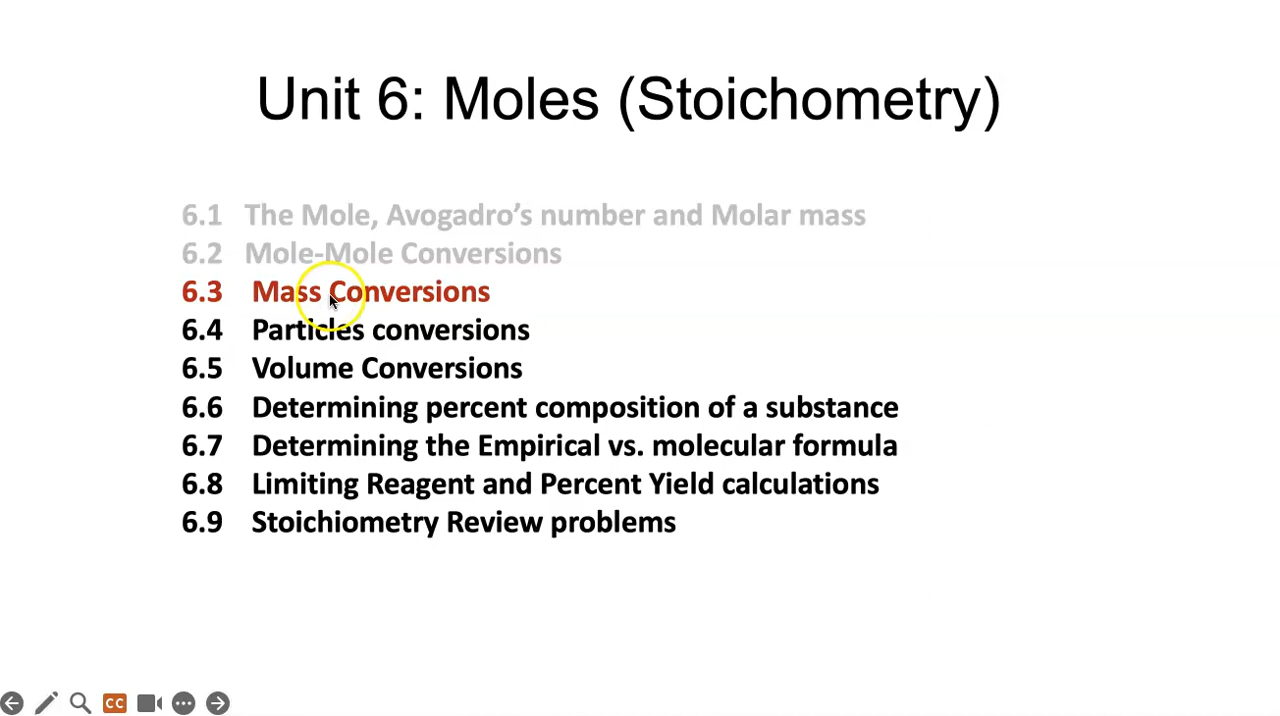 Unit 6: Moles (Stoichometry)
6.1 The Mole, Avogadro’s number and Molar mass
6.2 Mole-Mole Conversions
6.3 Mass Conversions
6.4 Particles conversions
6.5 Volume Conversions
6.6 Determining percent composition of a substance
6.7 Determining the Empirical vs. molecular formula
6.8 Limiting Reagent and Percent Yield calculations
6.9 Stoichiometry Review problems
CC